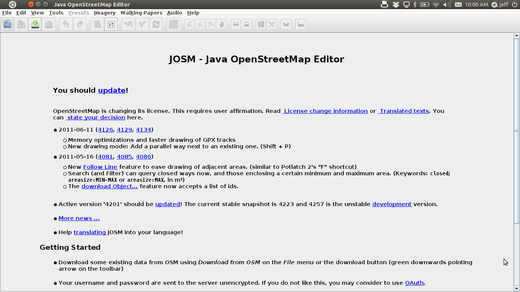 Java OpenStreetMap Editor
10:00 AM jeff
File Edit View Tools Presets Imagery Walking Papers Audio Help
JOSM - Java OpenStreetMap Editor
You should update!
OpenStreetMap is changing its license. This requires user affirmation. Read License change information or Translated texts. You
can state your decision here.
2011-06-11 (4126, 4129, 4134)
Memory optimizations and faster drawing of GPX tracks
New drawing mode: Add a parallel way next to an existing one. (Shift + P)
2011-05-16 (4081, 4085, 4086)
New Follow Line feature to ease drawing of adjacent areas. (similar to Potlatch 2's "F" shortcut)
Search (and Filter) can query closed ways now, and those enclosing a certain minimum and maximum area. (Keywords: closed;
areasize:MIN-MAX or areasize:MAX, in m²)
The download Object... feature now accepts a list of ids.
Active version '4201' should be updated! The current stable snapshot is 4223 and 4257 is the unstable development version.
More news ...
Help translating JOSM into your language!
Getting Started
Download some existing data from OSM using Download from OSM on the File menu or the download button (green downwards pointing
arrow on the toolbar)
Your username and password are sent to the server unencrypted. If you do not like this, you may consider to use OAuth.